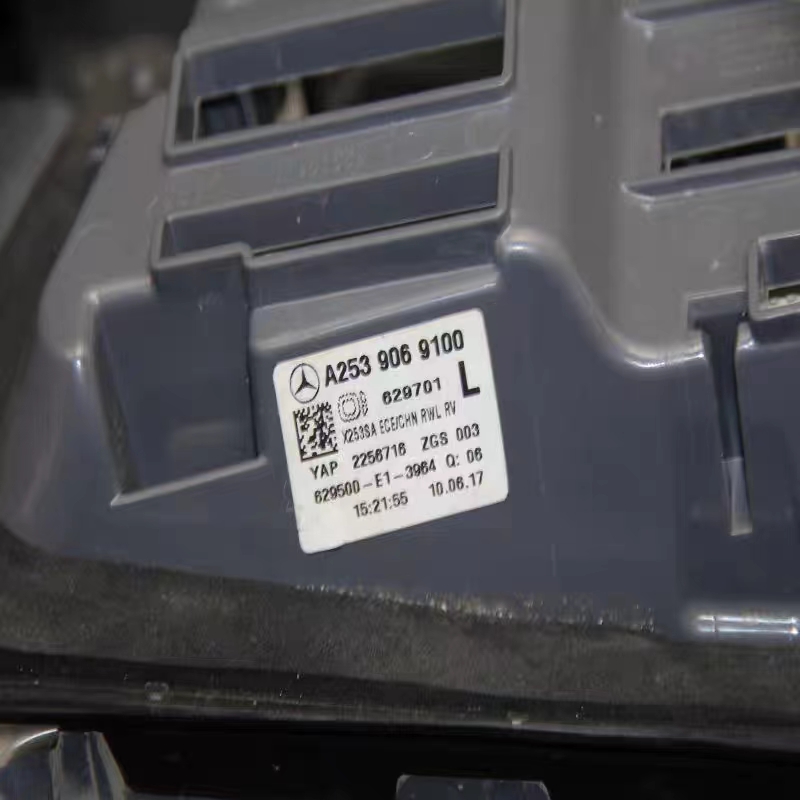 A253 906 9100
629701 L
X253SA ECE/CHN RWL RV
YAP 2256716 ZGS 003
629500-E1-3964 Q: 06
15:21:55 10.06.17